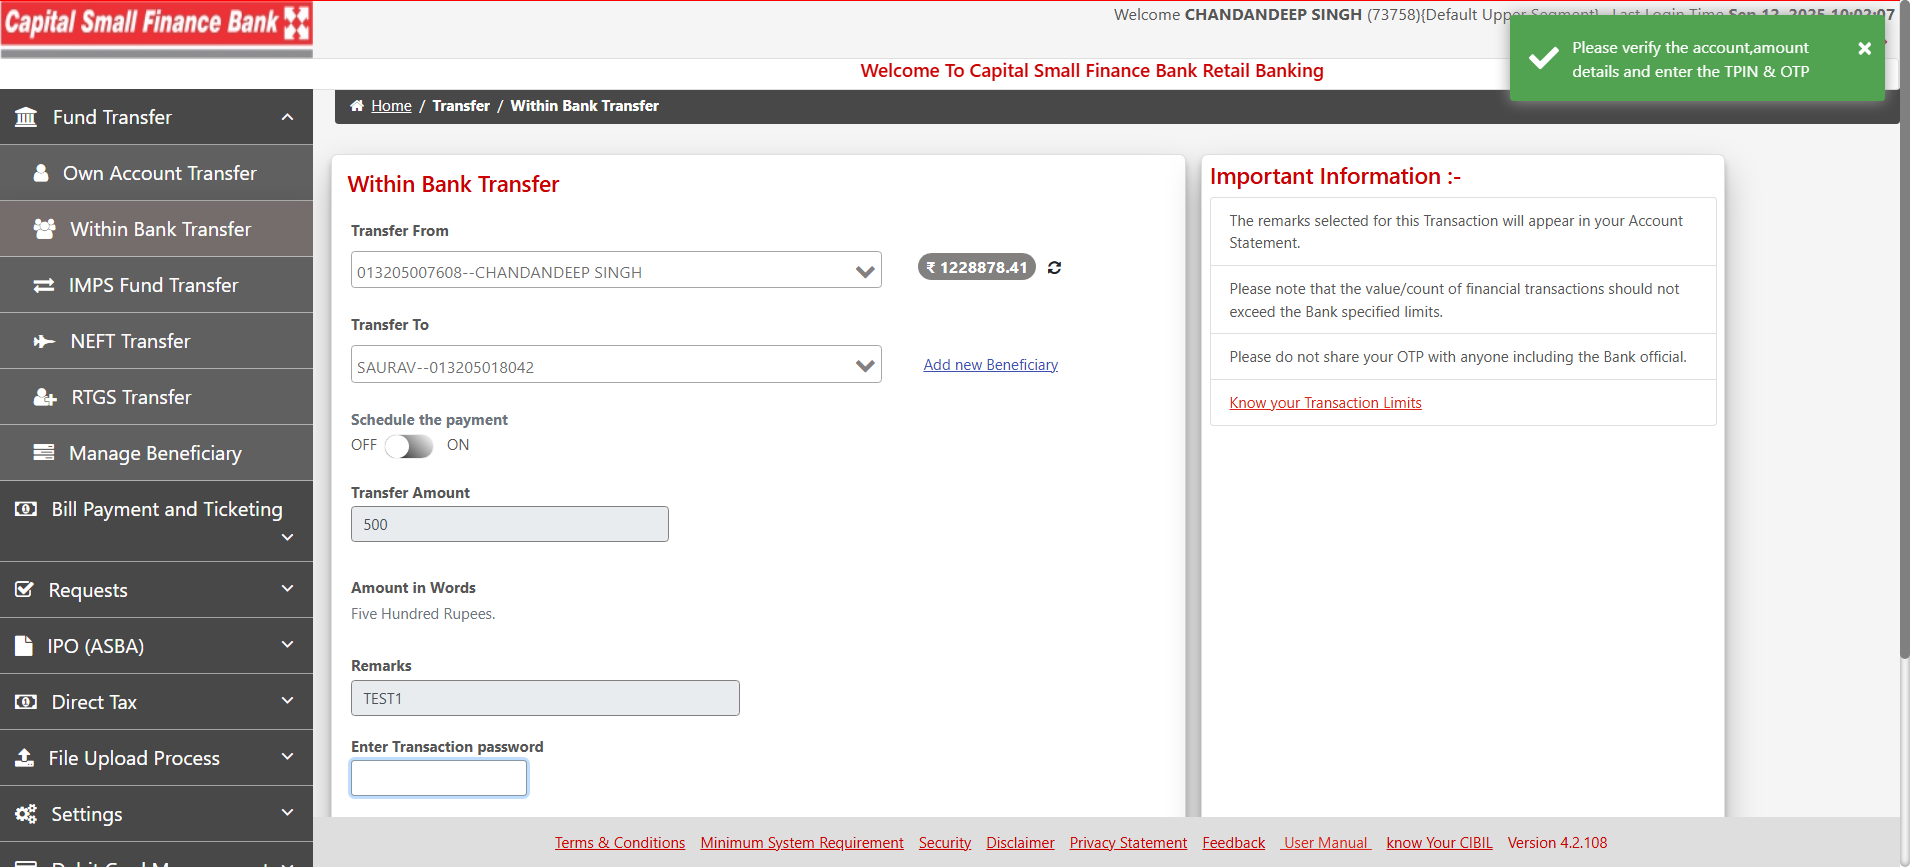 Capital Small Finance Bank
Welcome CHANDANDEEP SINGH (73758){Default Upper Segment} Last Login Time Sep 12, 2025 10:02:07
Please verify the account,amount
details and enter the TPIN & OTP
Welcome To Capital Small Finance Bank Retail Banking
Home / Transfer / Within Bank Transfer
Fund Transfer
Own Account Transfer
Within Bank Transfer
IMPS Fund Transfer
NEFT Transfer
RTGS Transfer
Manage Beneficiary
Bill Payment and Ticketing
Requests
IPO (ASBA)
Direct Tax
File Upload Process
Settings
Within Bank Transfer
Transfer From
013205007608--CHANDANDEEP SINGH
₹ 1228878.41
Transfer To
SAURAV--013205018042
Add new Beneficiary
Schedule the payment
OFF ON
Transfer Amount
500
Amount in Words
Five Hundred Rupees.
Remarks
TEST1
Enter Transaction password
Important Information :-
The remarks selected for this Transaction will appear in your Account
Statement.
Please note that the value/count of financial transactions should not
exceed the Bank specified limits.
Please do not share your OTP with anyone including the Bank official.
Know your Transaction Limits
Terms & Conditions Minimum System Requirement Security Disclaimer Privacy Statement Feedback User Manual know Your CIBIL Version 4.2.108